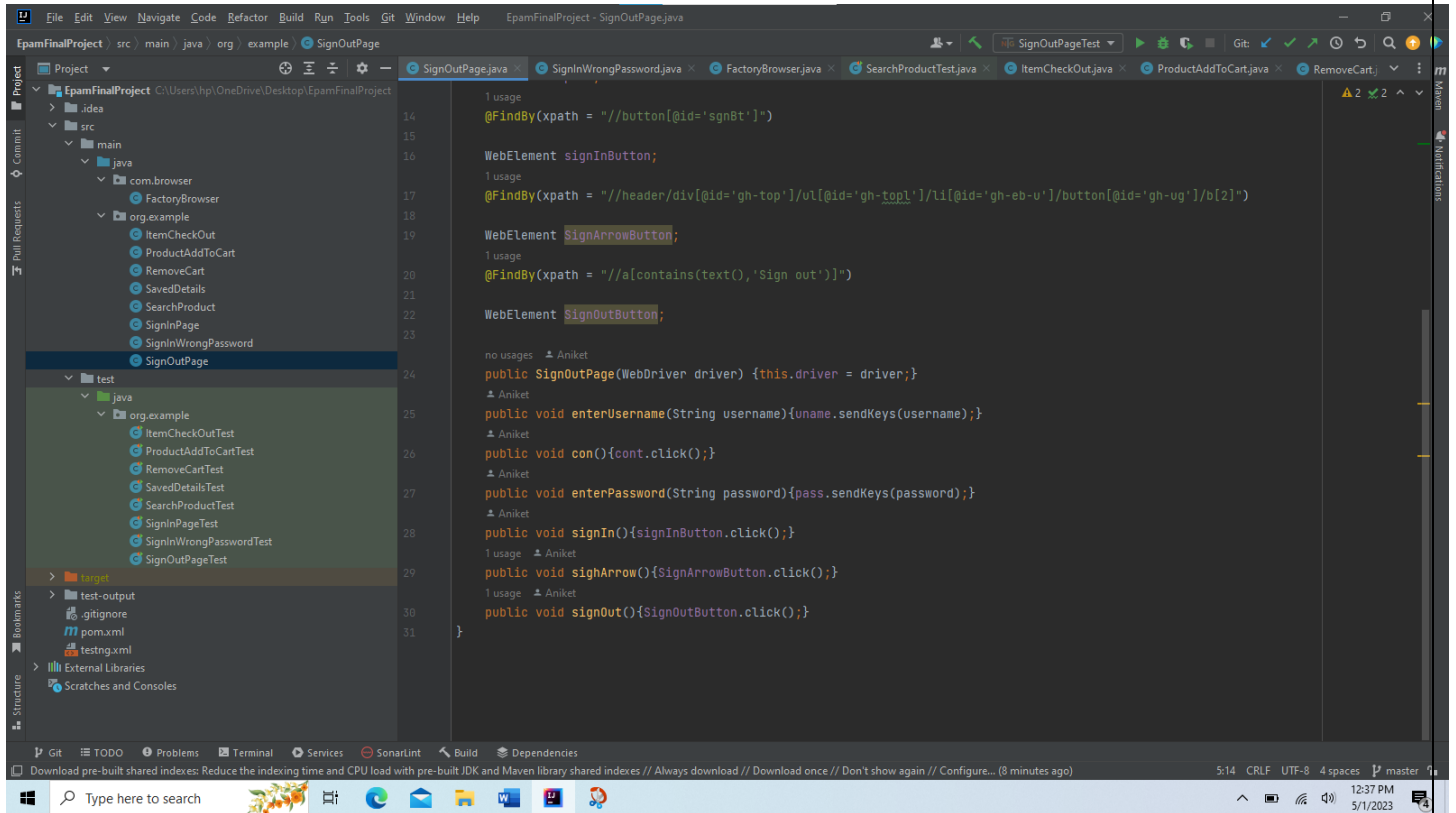 File Edit View Navigate Code Refactor Build Run Tools Git Window Help EpamFinalProject - SignOutPage.java
EpamFinalProject src main java org example SignOutPage SignOutPageTest Git:
Project SignOutPage.java SignInWrongPassword.java FactoryBrowser.java SearchProductTest.java ItemCheckOut.java ProductAddToCart.java RemoveCart.j
Project
Commit
Pull Requests
Bookmarks
Structure
EpamFinalProject C:\Users\hp\OneDrive\Desktop\EpamFinalProject
.idea
src
main
java
com.browser
FactoryBrowser
org.example
ItemCheckOut
ProductAddToCart
RemoveCart
SavedDetails
SearchProduct
SignInPage
SignInWrongPassword
SignOutPage
test
java
org.example
ItemCheckOutTest
ProductAddToCartTest
RemoveCartTest
SavedDetailsTest
SearchProductTest
SignInPageTest
SignInWrongPasswordTest
SignOutPageTest
target
test-output
.gitignore
pom.xml
testng.xml
External Libraries
Scratches and Consoles
1 usage
14 @FindBy(xpath = "//button[@id='sgnBt']")
15
16 WebElement signInButton;
1 usage
17 @FindBy(xpath = "//header/div[@id='gh-top']/ul[@id='gh-topl']/li[@id='gh-eb-u']/button[@id='gh-ug']/b[2]")
18
19 WebElement SignArrowButton;
1 usage
20 @FindBy(xpath = "//a[contains(text(),'Sign out')]")
21
22 WebElement SignOutButton;
23
no usages Aniket
24 public SignOutPage(WebDriver driver) {this.driver = driver;}
Aniket
25 public void enterUsername(String username){uname.sendKeys(username);}
Aniket
26 public void con(){cont.click();}
Aniket
27 public void enterPassword(String password){pass.sendKeys(password);}
Aniket
28 public void signIn(){signInButton.click();}
1 usage Aniket
29 public void sighArrow(){SignArrowButton.click();}
1 usage Aniket
30 public void signOut(){SignOutButton.click();}
31 }
2 2
Maven
Notifications
Git TODO Problems Terminal Services SonarLint Build Dependencies
Download pre-built shared indexes: Reduce the indexing time and CPU load with pre-built JDK and Maven library shared indexes // Always download // Download once // Don't show again // Configure... (8 minutes ago) 5:14 CRLF UTF-8 4 spaces master
Type here to search
12:37 PM
5/1/2023
4